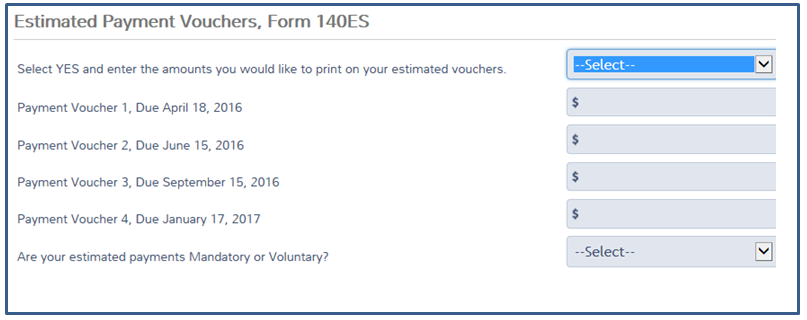 Estimated Payment Vouchers, Form 140ES
Select YES and enter the amounts you would like to print on your estimated vouchers. --Select--
Payment Voucher 1, Due April 18, 2016 $
Payment Voucher 2, Due June 15, 2016 $
Payment Voucher 3, Due September 15, 2016 $
Payment Voucher 4, Due January 17, 2017 $
Are your estimated payments Mandatory or Voluntary? --Select--